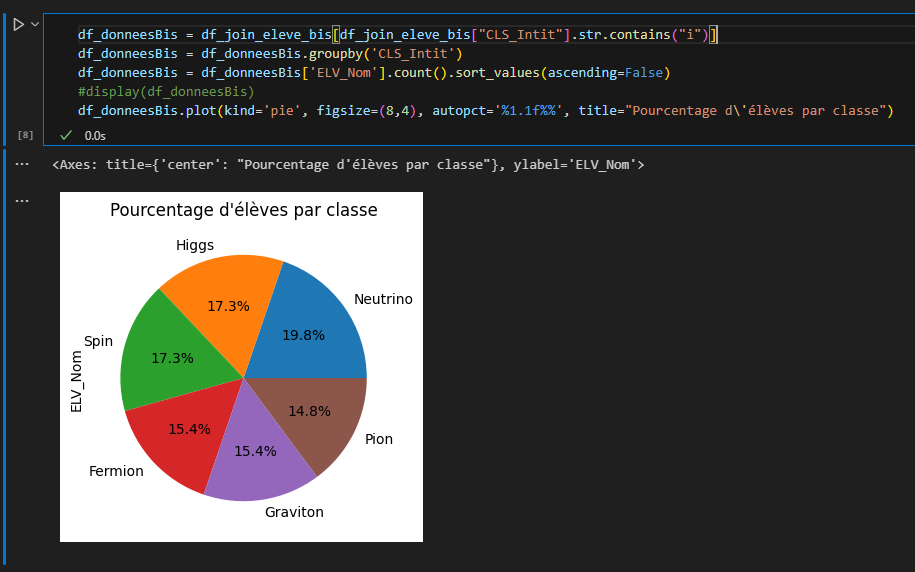 df_donneesBis = df_join_eleve_bis[df_join_eleve_bis["CLS_Intit"].str.contains("i")]
df_donneesBis = df_donneesBis.groupby('CLS_Intit')
df_donneesBis = df_donneesBis['ELV_Nom'].count().sort_values(ascending=False)
#display(df_donneesBis)
df_donneesBis.plot(kind='pie', figsize=(8,4), autopct='%1.1f%%', title="Pourcentage d\'élèves par classe")
[8]
0.0s
<Axes: title={'center': "Pourcentage d'élèves par classe"}, ylabel='ELV_Nom'>
Pourcentage d'élèves par classe
Higgs
Neutrino
17.3%
19.8%
Spin
17.3%
ELV_Nom
14.8%
15.4%
Pion
15.4%
Fermion
Graviton